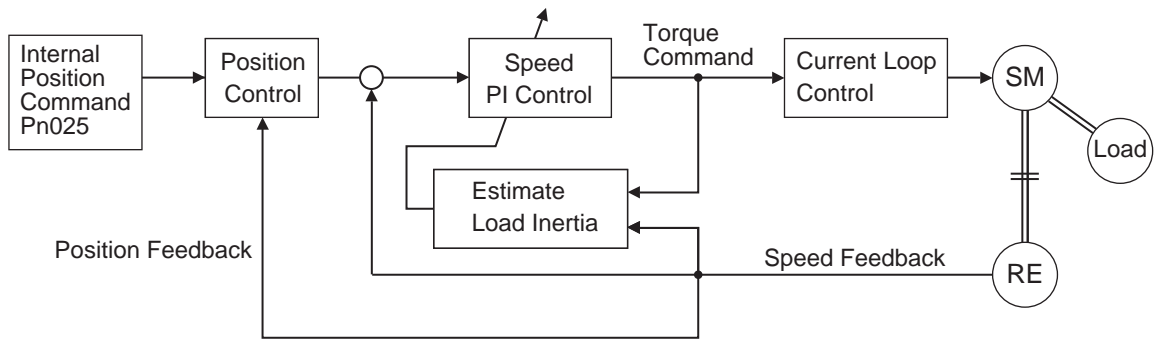 Internal
Position
Command
Pn025
Position
Control
Speed
PI Control
Torque
Command
Current Loop
Control
SM
Load
Estimate
Load Inertia
Position Feedback
Speed Feedback
RE